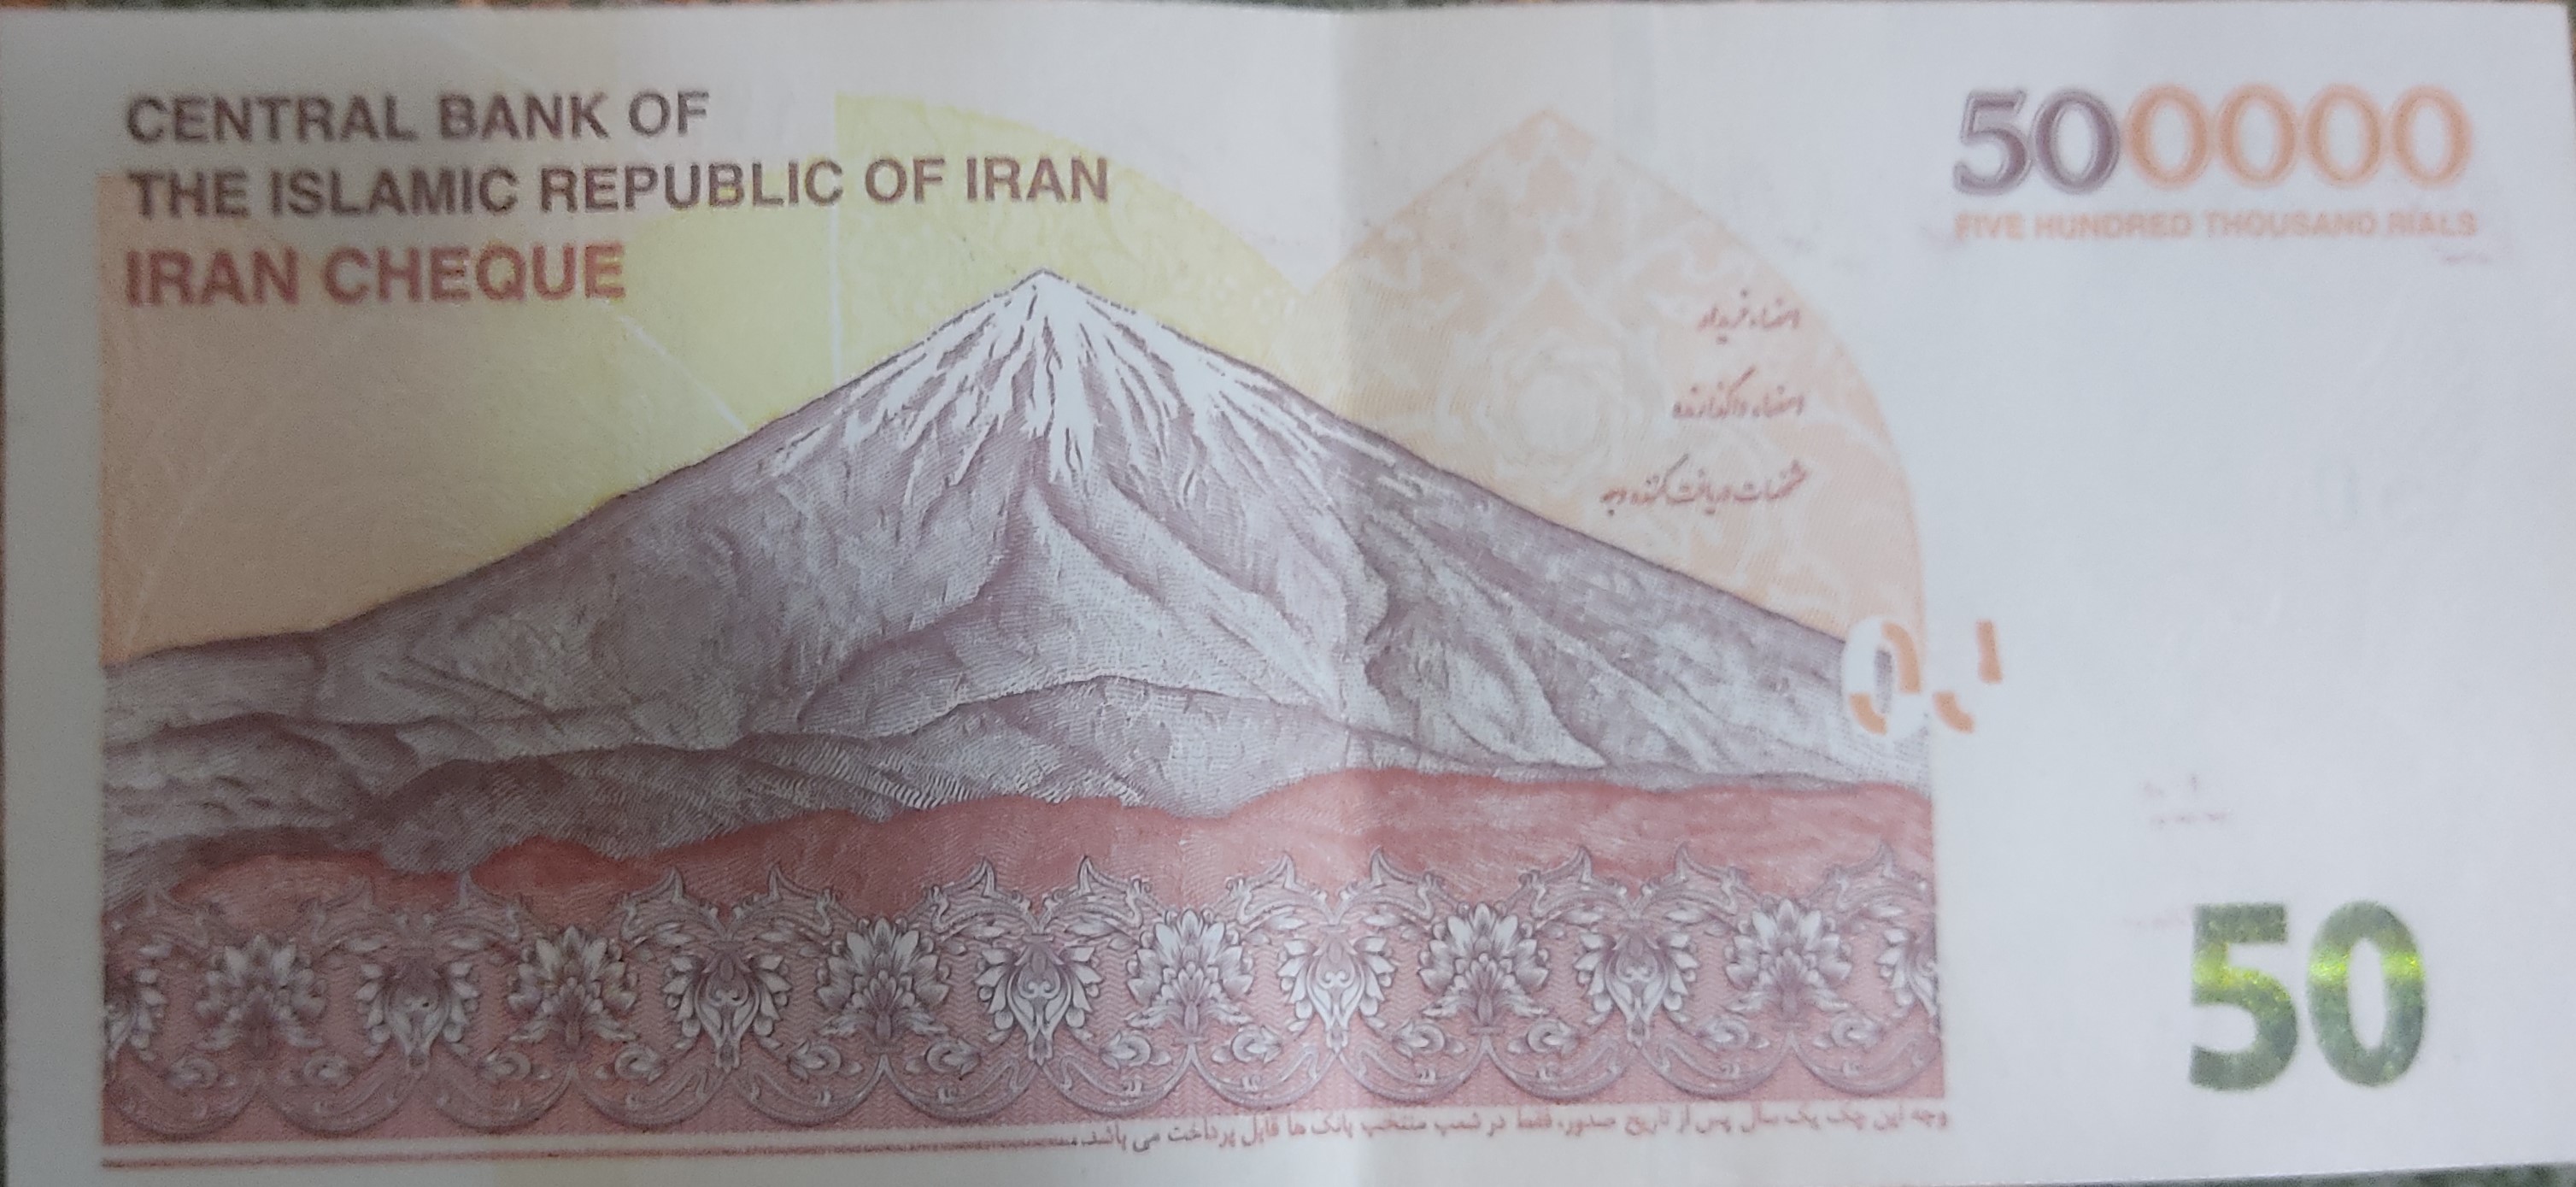 CENTRAL BANK OF
THE ISLAMIC REPUBLIC OF IRAN
IRAN CHEQUE
500000
FIVE HUNDRED THOUSAND RIALS
امضاء خریدار
امضاء واگذارنده
مشخصات دریافت کننده وجه
50
وجه این چک یک سال پس از تاریخ صدور، فقط در شعب منتخب بانک ها قابل پرداخت می باشد.